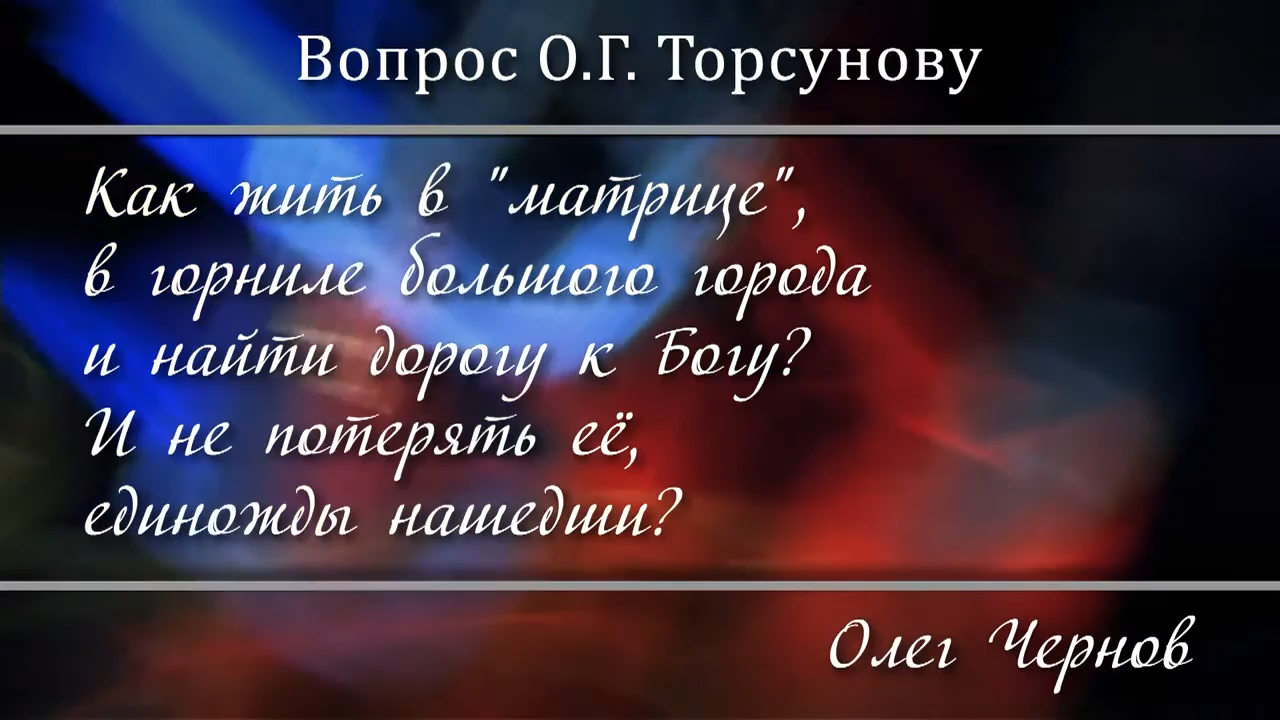 Вопрос О.Г. Торсунову
Как жить в "матрице",
в горниле большого города
и найти дорогу к Богу?
И не потерять её,
единожды нашедши?
Олег Чернов